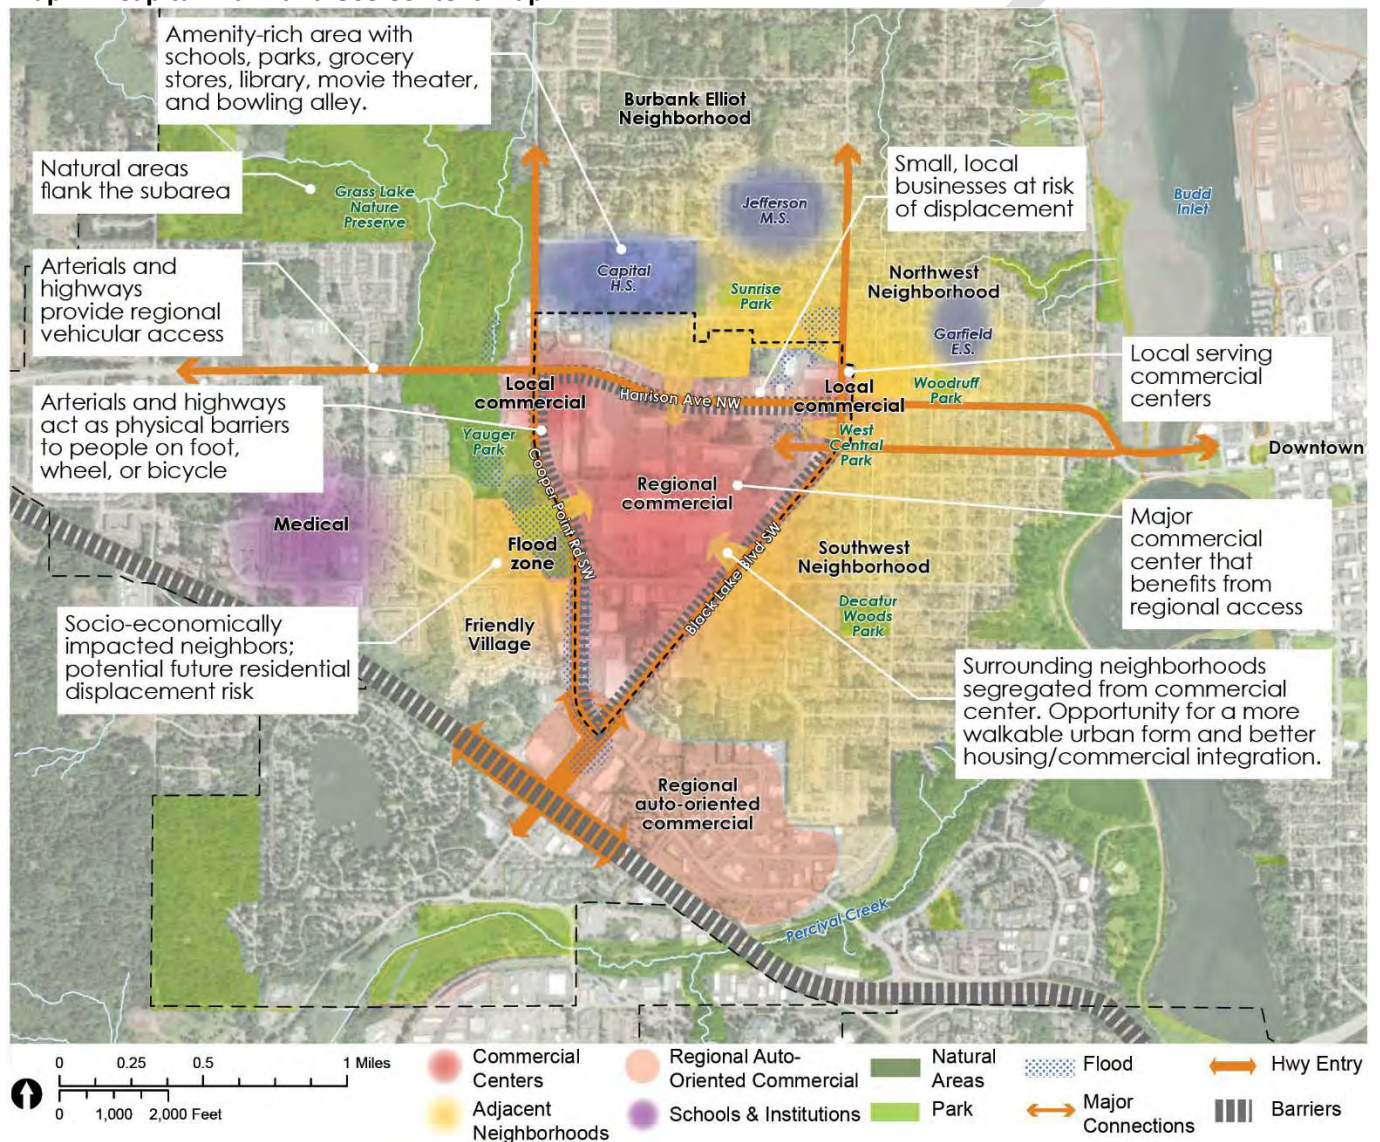 Amenity-rich area with
schools, parks, grocery
stores, library, movie theater,
and bowling alley.
Burbank Elliot
Neighborhood
Natural areas
flank the subarea
Grass Lake
Nature
Preserve
Jefferson
M.S.
Small, local
businesses at risk
of displacement
Budd
Inlet
Arterials and
highways
provide regional
vehicular access
Capital
H.S.
Sunrise
Park
Northwest
Neighborhood
Garfield
E.S.
Local serving
commercial
centers
Local
commercial
Harrison Ave NW
Local
commercial
Woodruff
Park
Arterials and highways
act as physical barriers
to people on foot,
wheel, or bicycle
Yauger
Park
West
Central
Park
Downtown
Cooper Point Rd SW
Regional
commercial
Medical
Flood
zone
Black Lake Blvd SW
Southwest
Neighborhood
Major
commercial
center that
benefits from
regional access
Decatur
Woods
Park
Socio-economically
impacted neighbors;
potential future residential
displacement risk
Friendly
Village
Surrounding neighborhoods
segregated from commercial
center. Opportunity for a more
walkable urban form and better
housing/commercial integration.
Regional
auto-oriented
commercial
Percival Creek
0 0.25 0.5 1 Miles
0 1,000 2,000 Feet
Commercial
Centers
Adjacent
Neighborhoods
Regional Auto-
Oriented Commercial
Schools & Institutions
Natural
Areas
Park
Flood
Major
Connections
Hwy Entry
Barriers